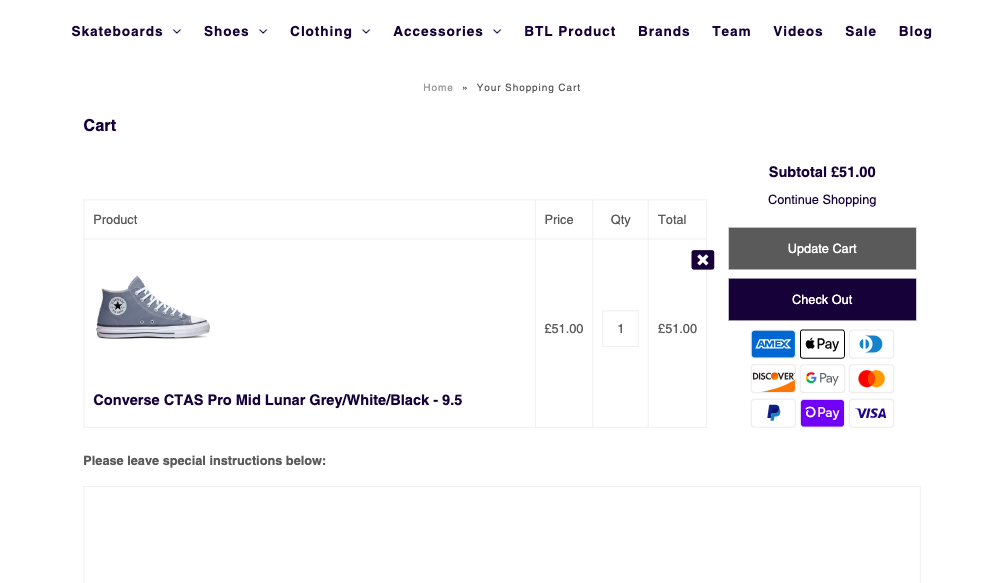 Skateboards Shoes Clothing Accessories BTL Product Brands Team Videos Sale Blog
Home » Your Shopping Cart
Cart
Subtotal £51.00
Continue Shopping
Product Price Qty Total
Update Cart
Check Out
£51.00 1 £51.00
AMEX Pay
DISCOVER G Pay
Pay VISA
Converse CTAS Pro Mid Lunar Grey/White/Black - 9.5
Please leave special instructions below: